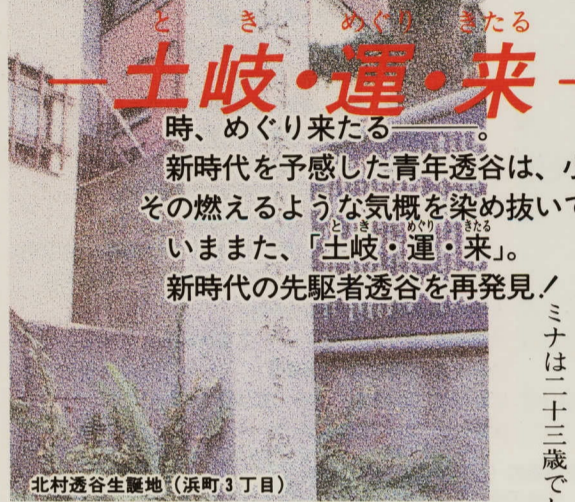 と き めぐり きたる
―土岐・運・来―
時、めぐり来たる――。
新時代を予感した青年透谷は、小
その燃えるような気概を染め抜いて
とき めぐり きたる
いままた、「土岐・運・来」。
新時代の先駆者透谷を再発見!
ミナは二十三歳で
北村透谷生誕地(浜町3丁目)